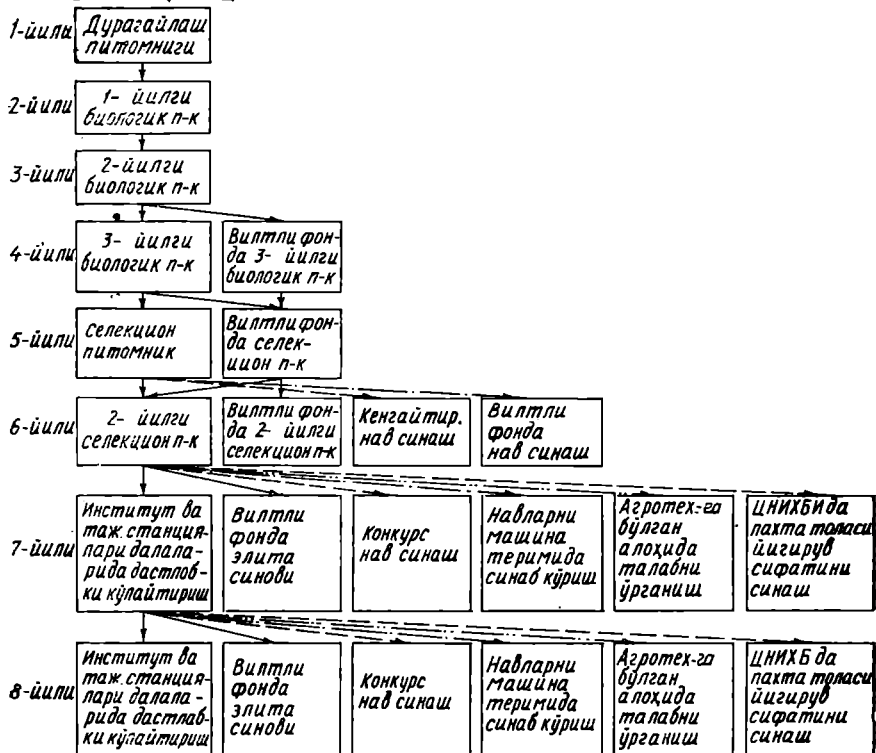 1-йили
Дурагайлаш
питомниги
2-йили
1- йилги
биологик п-к
3-йили
2- йилги
биологик п-к
4-йили
3- йилги
биологик п-к
Вилтли фон-
да 3- йилги
биологик п-к
5-йили
Селекцион
питомник
Вилтли фон-
да селек-
цион п-к
6-йили
2- йилги
селекцион п-к
Вилтли фон-
да 2- йилги
селекцион п-к
Кенгайтир.
нав синаш
Вилтли
фонда
нав синаш
7-йили
Институт ва
таж. станция-
лари далала-
рида дастлаб-
ки кўпайтириш
Вилтли
фонда
элита
синови
Конкурс
нав синаш
Навларни
машина
теримида
синаб кўриш
Агротех-га
бўлган
алоҳида
талабни
ўрганиш
ЦНИХБИ да
пахта толаси
йигирув
сифатини
синаш
8-йили
Институт ва
таж. станция-
лари далала-
рида дастлаб-
ки кўпайтириш
Вилтли
фонда
элита
синови
Конкурс
нав синаш
Навларни
машина
теримида
синаб кўриш
Агротех-га
бўлган
алоҳида
талабни
ўрганиш
ЦНИХБ да
пахта толаси
йигирув
сифатини
синаш